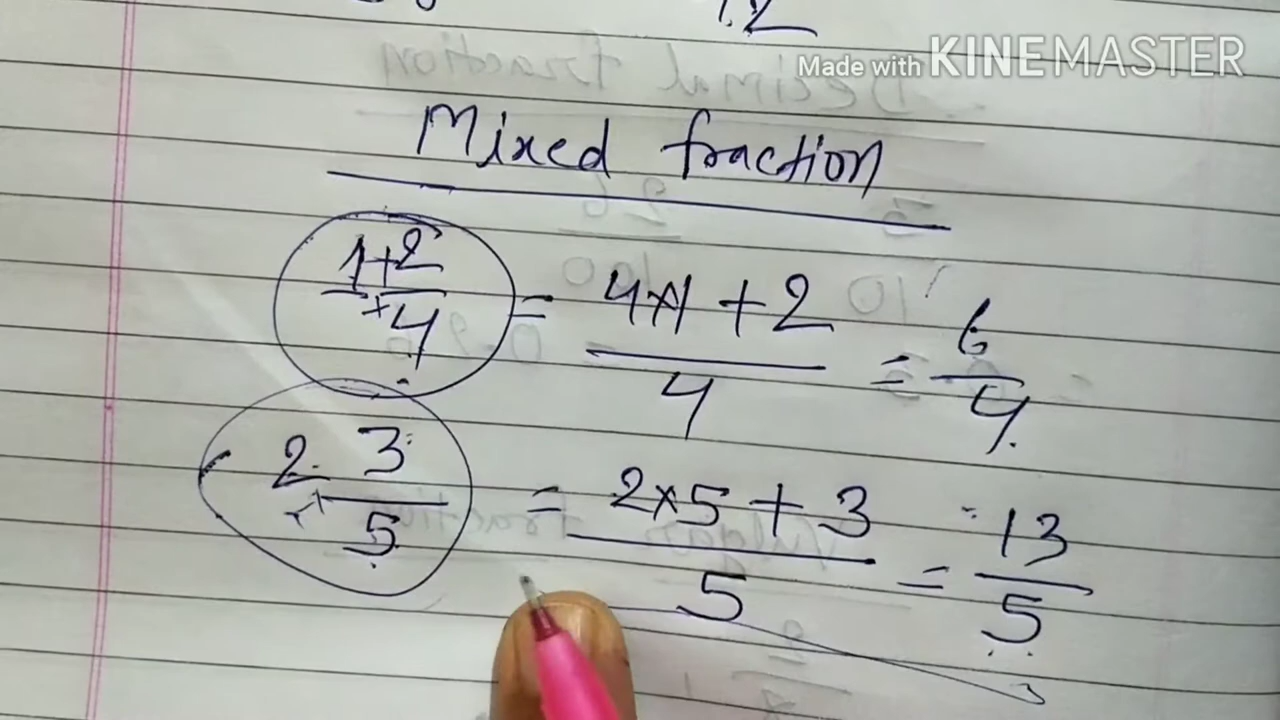 12
Made with KINEMASTER
Mixed fraction
1+2/×4 = 4×1+2/4 = 6/4
2 3/5 = 2×5+3/5 = 13/5